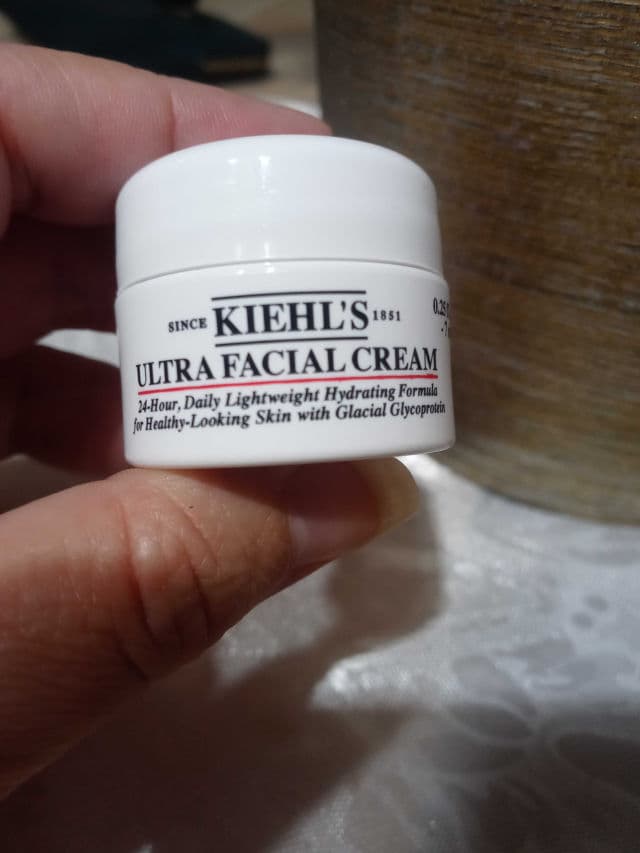 SINCE KIEHL'S 1851
ULTRA FACIAL CREAM
24-Hour, Daily Lightweight Hydrating Formula
for Healthy-Looking Skin with Glacial Glycoprotein